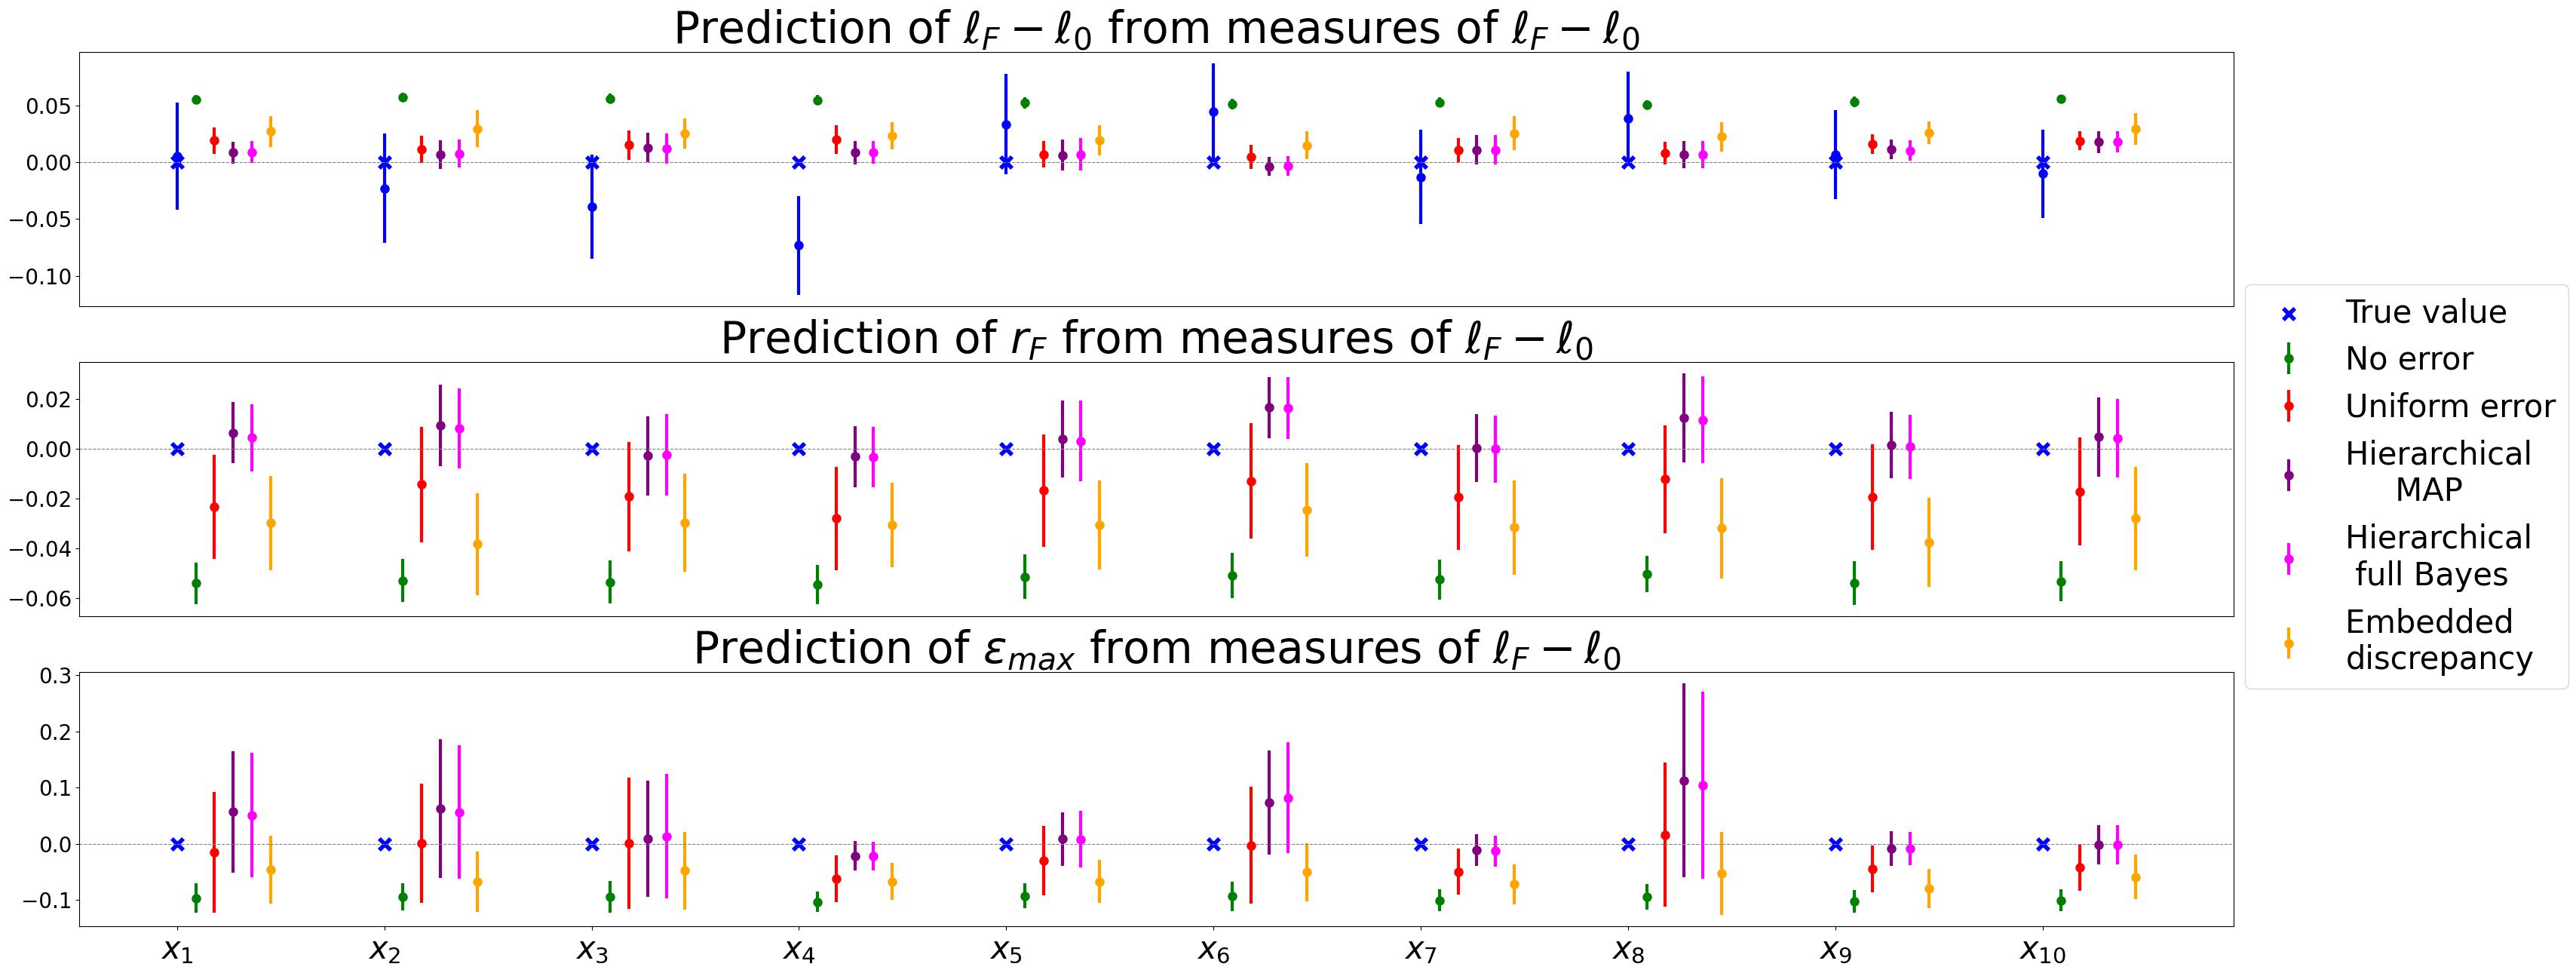 Prediction of ℓ_F − ℓ_0 from measures of ℓ_F − ℓ_0
0.05
0.00
−0.05
−0.10
Prediction of r_F from measures of ℓ_F − ℓ_0
0.02
0.00
−0.02
−0.04
−0.06
Prediction of ε_max from measures of ℓ_F − ℓ_0
0.3
0.2
0.1
0.0
−0.1
x_1 x_2 x_3 x_4 x_5 x_6 x_7 x_8 x_9 x_10
True value
No error
Uniform error
Hierarchical
MAP
Hierarchical
full Bayes
Embedded
discrepancy